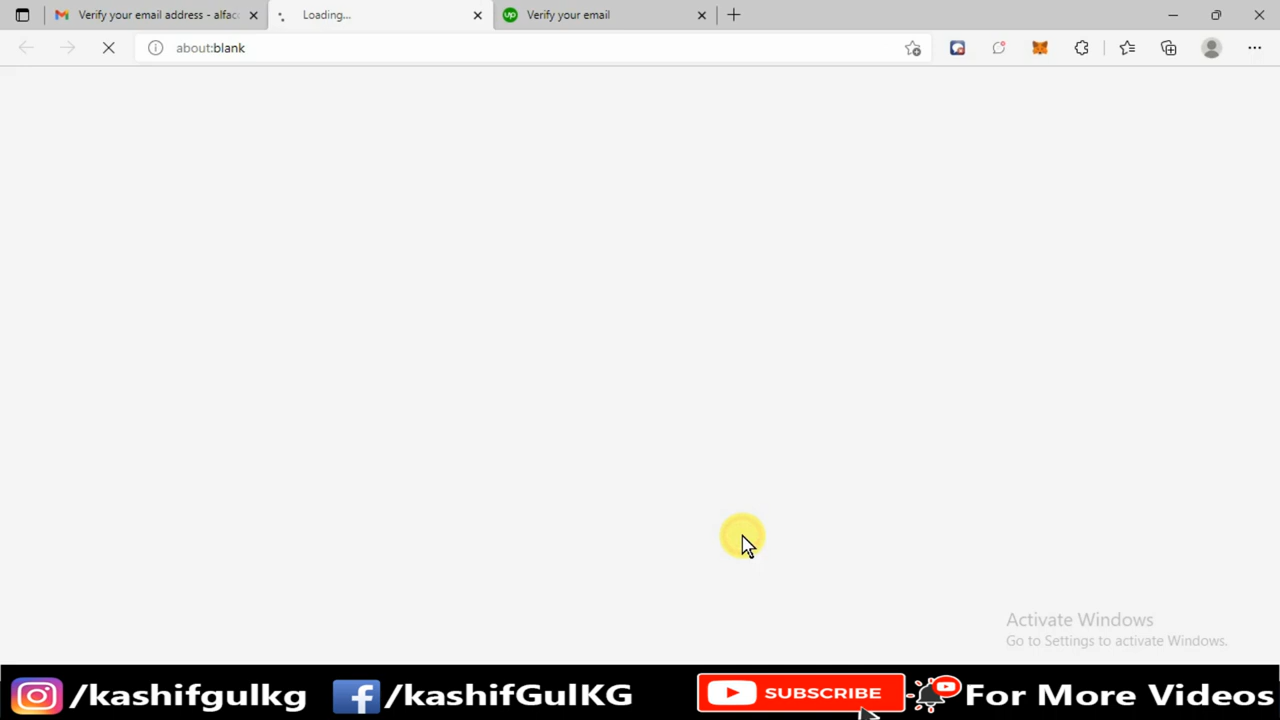 Verify your email address - alfac
Loading...
up Verify your email
about:blank
Activate Windows
Go to Settings to activate Windows.
/kashifgulkg
/kashifGulKG
SUBSCRIBE
For More Videos